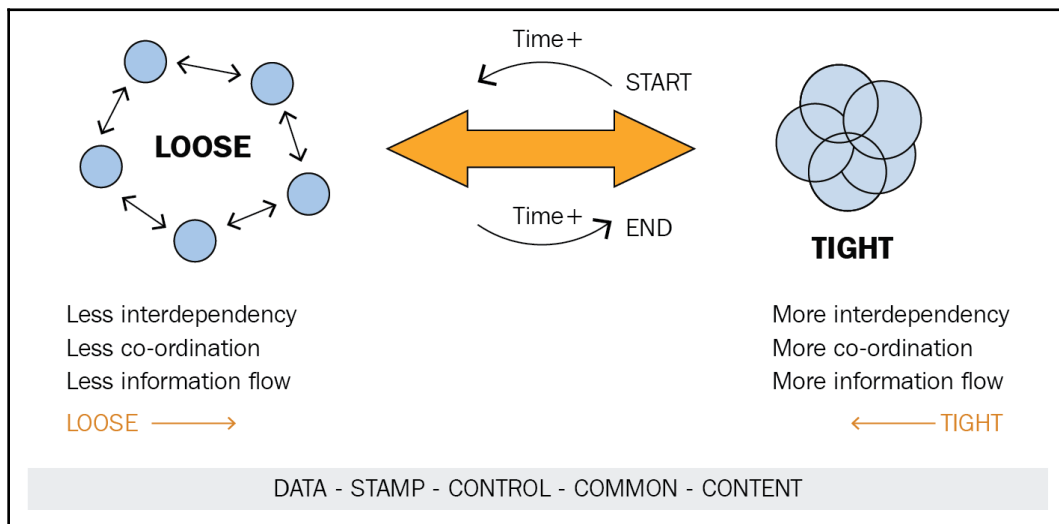 Time+
START
LOOSE
Time+
END
TIGHT
Less interdependency
Less co-ordination
Less information flow
LOOSE
More interdependency
More co-ordination
More information flow
TIGHT
DATA - STAMP - CONTROL - COMMON - CONTENT